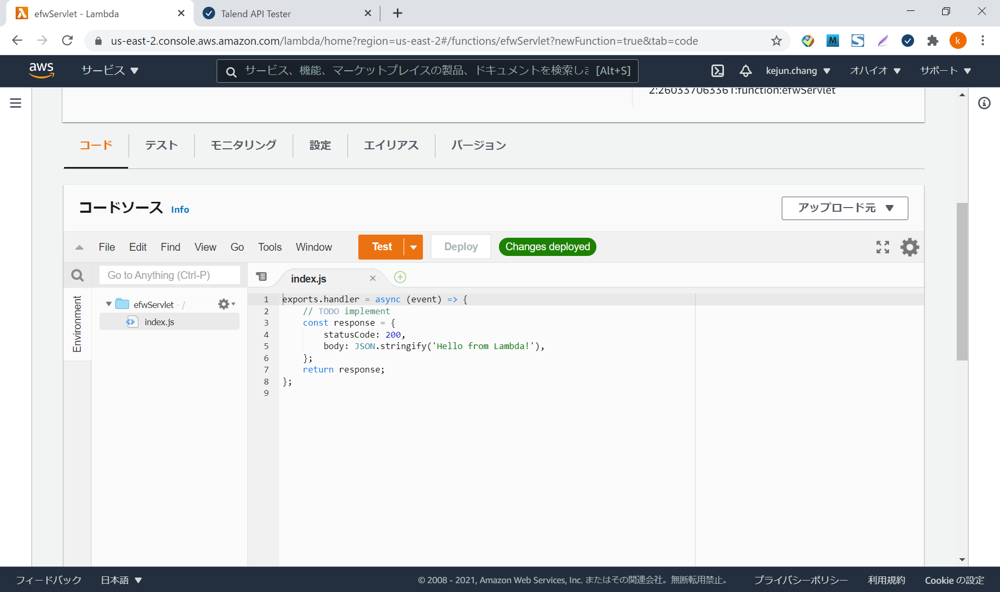 efwServlet - Lambda
Talend API Tester
us-east-2.console.aws.amazon.com/lambda/home?region=us-east-2#/functions/efwServlet?newFunction=true&tab=code
M
S
k
aws
サービス
サービス、機能、マーケットプレイスの製品、ドキュメントを検索しま [Alt+S]
kejun.chang
オハイオ
サポート
2:260337063361:function:efwServlet
コード
テスト
モニタリング
設定
エイリアス
バージョン
コードソース Info
アップロード元
File Edit Find View Go Tools Window
Test
Deploy
Changes deployed
Go to Anything (Ctrl-P)
index.js
Environment
efwServlet - /
index.js
1 exports.handler = async (event) => {
2 // TODO implement
3 const response = {
4 statusCode: 200,
5 body: JSON.stringify('Hello from Lambda!'),
6 };
7 return response;
8 };
9
フィードバック
日本語
© 2008 - 2021, Amazon Web Services, Inc. またはその関連会社。無断転用禁止。
プライバシーポリシー
利用規約
Cookie の設定